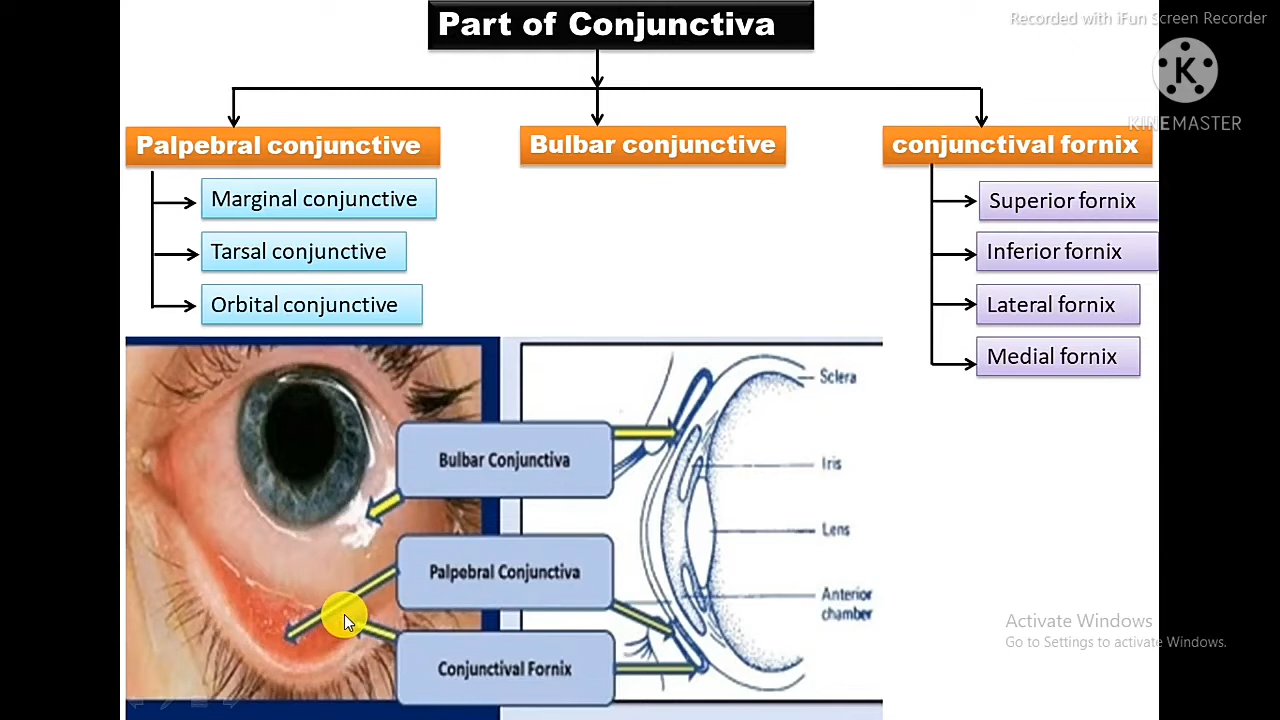 Part of Conjunctiva
Recorded with iFun Screen Recorder
K
KINEMASTER
Palpebral conjunctive
Bulbar conjunctive
conjunctival fornix
Marginal conjunctive
Tarsal conjunctive
Orbital conjunctive
Superior fornix
Inferior fornix
Lateral fornix
Medial fornix
Bulbar Conjunctiva
Palpebral Conjunctiva
Conjunctival Fornix
Sclera
Iris
Lens
Anterior
chamber
Activate Windows
Go to Settings to activate Windows.